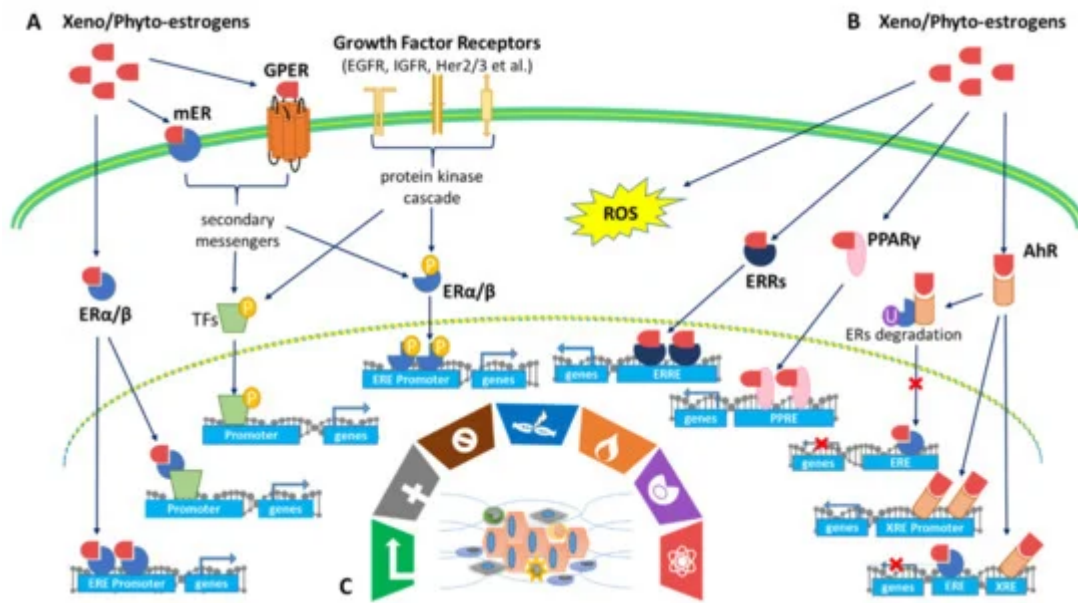 A Xeno/Phyto-estrogens
B Xeno/Phyto-estrogens
Growth Factor Receptors
(EGFR, IGFR, Her2/3 et al.)
GPER
mER
protein kinase
cascade
secondary
messengers
ROS
PPARγ
AhR
ERRs
ERα/β
P
ERα/β
TFs
P
U
ERs degradation
P P
ERE Promoter genes
genes ERRE
P
Promoter genes
genes PPRE
genes ERE
Promoter genes
genes XRE Promoter
ERE Promoter genes
C
genes ERE XRE